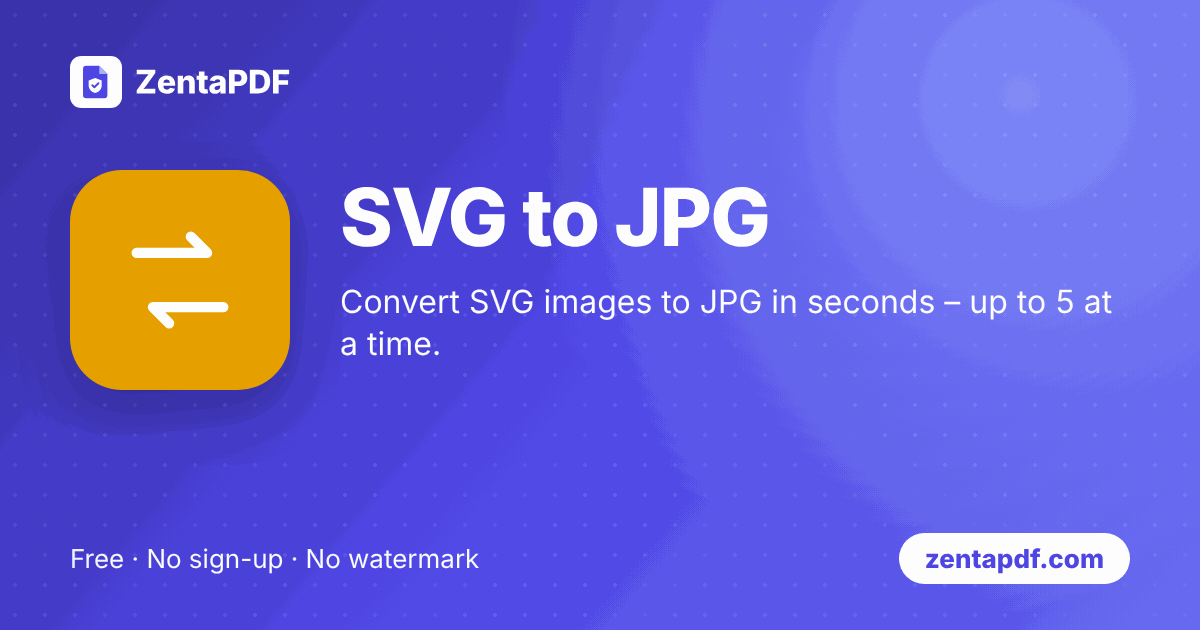 ZentaPDF
SVG to JPG
Convert SVG images to JPG in seconds – up to 5 at
a time.
Free · No sign-up · No watermark
zentapdf.com